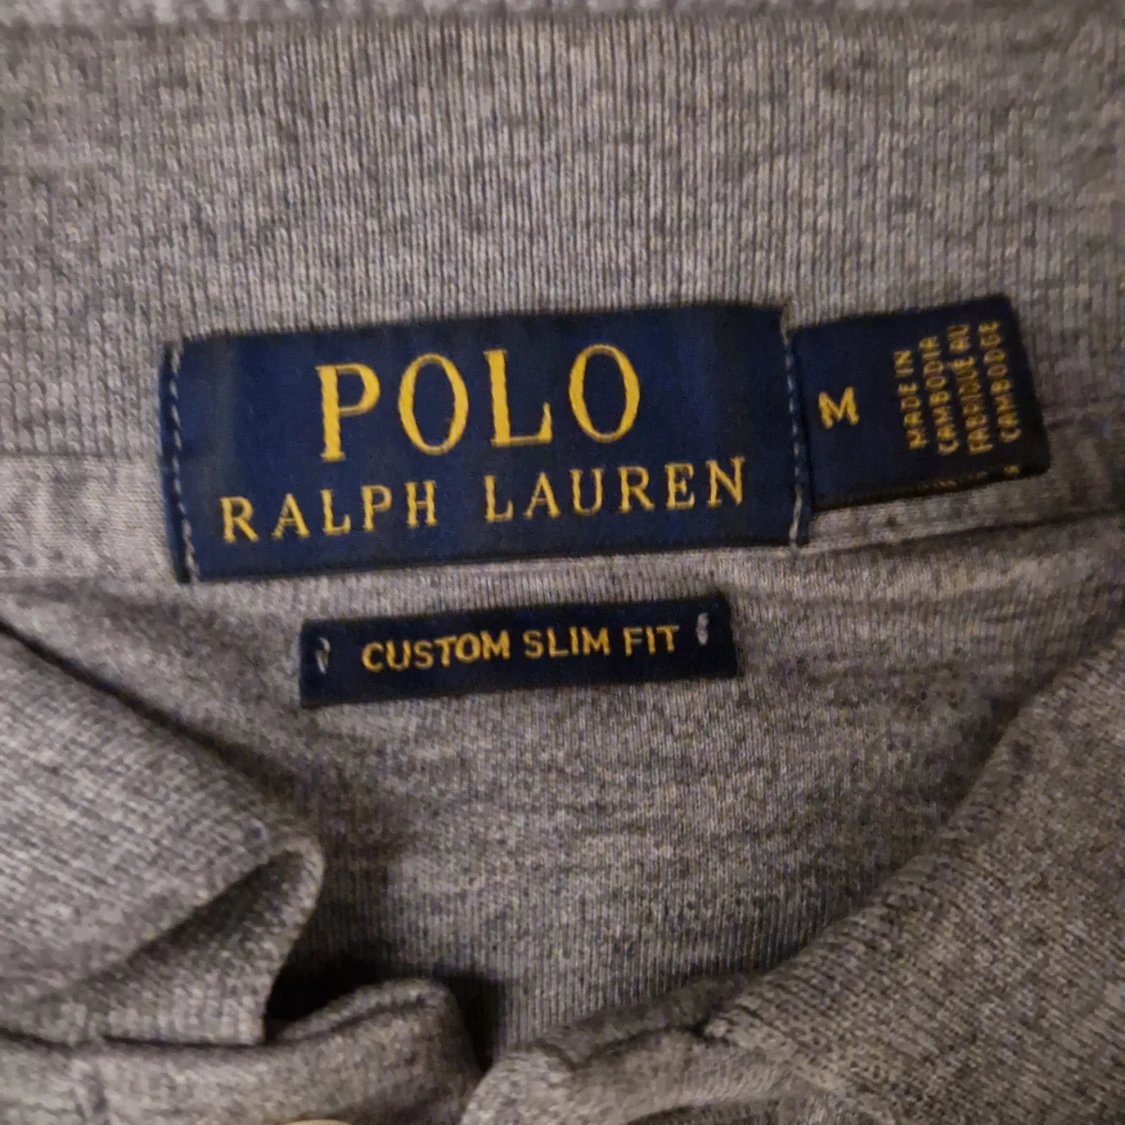 POLO
RALPH LAUREN
M
MADE IN
CAMBODIA
FABRIQUÉ AU
CAMBODGE
CUSTOM SLIM FIT